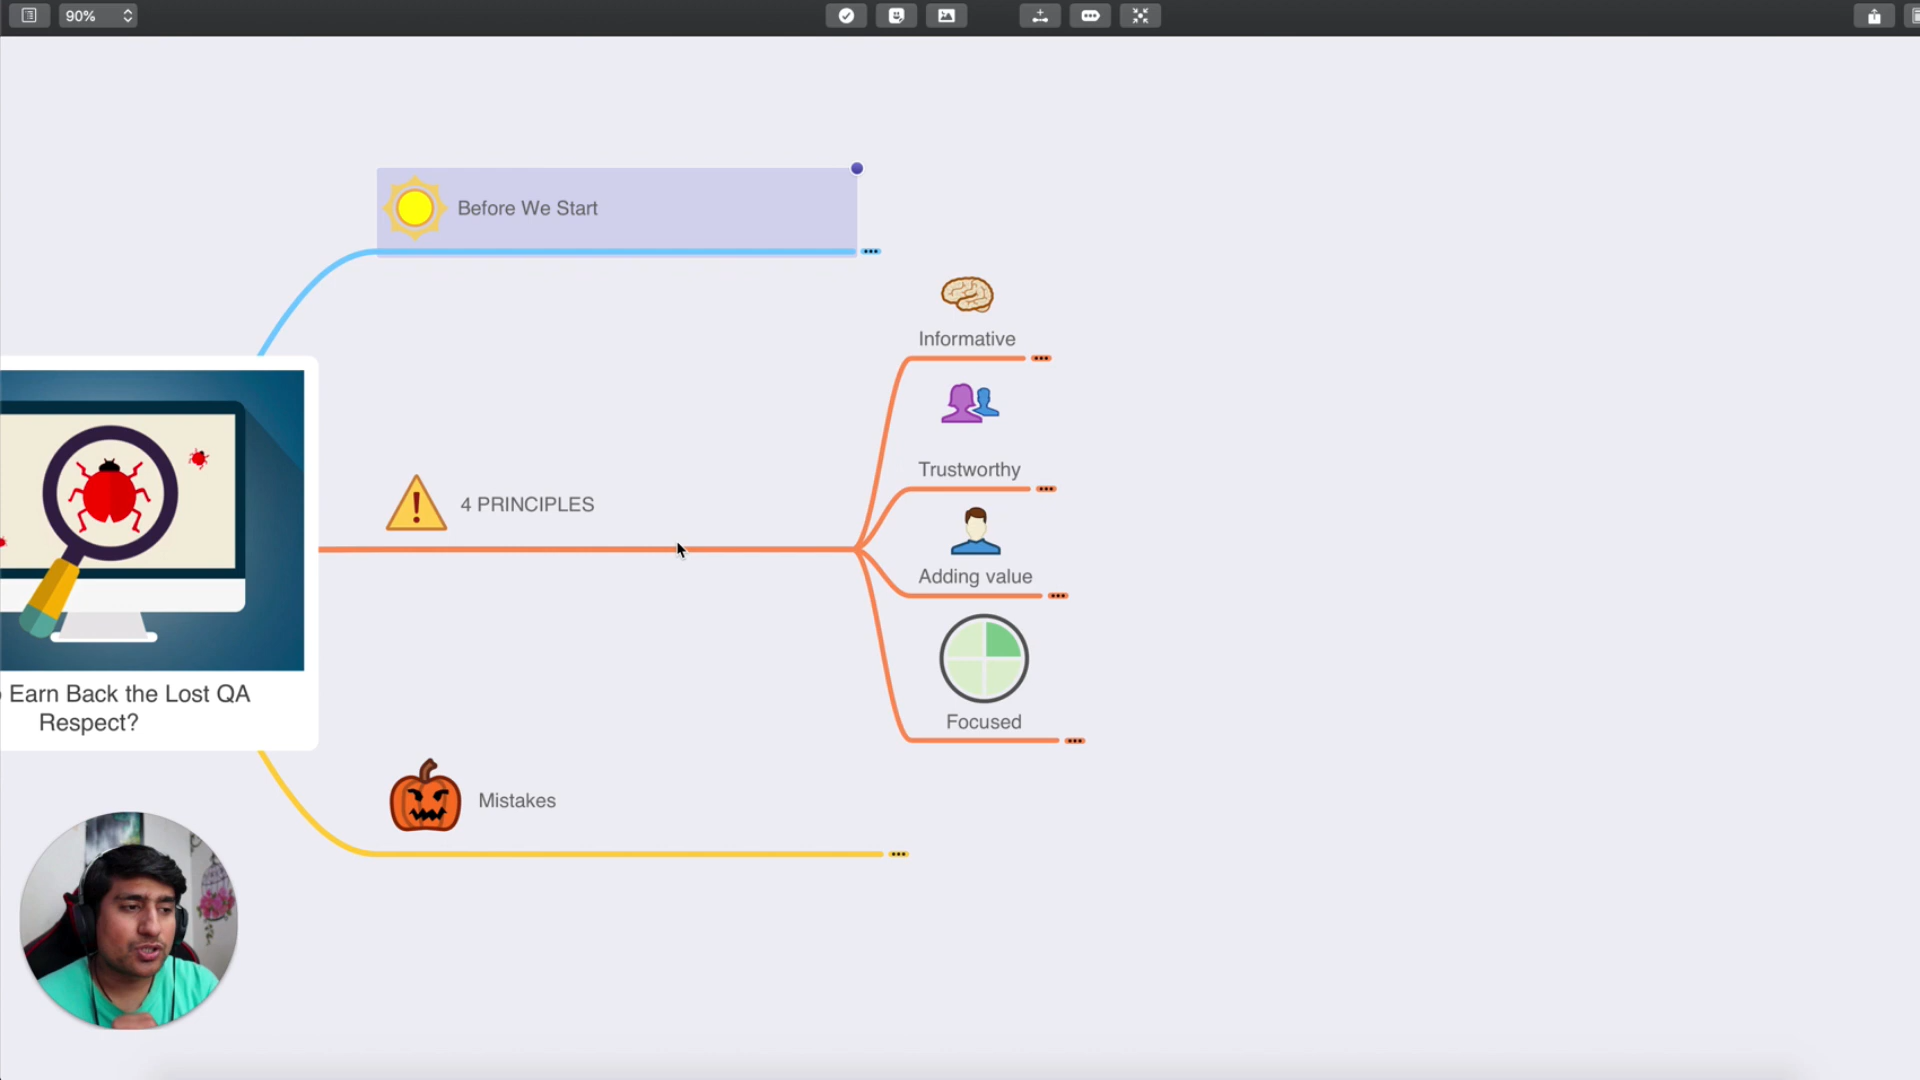 90%
Before We Start
Informative
Trustworthy
4 PRINCIPLES
Adding value
Focused
Earn Back the Lost QA
Respect?
Mistakes